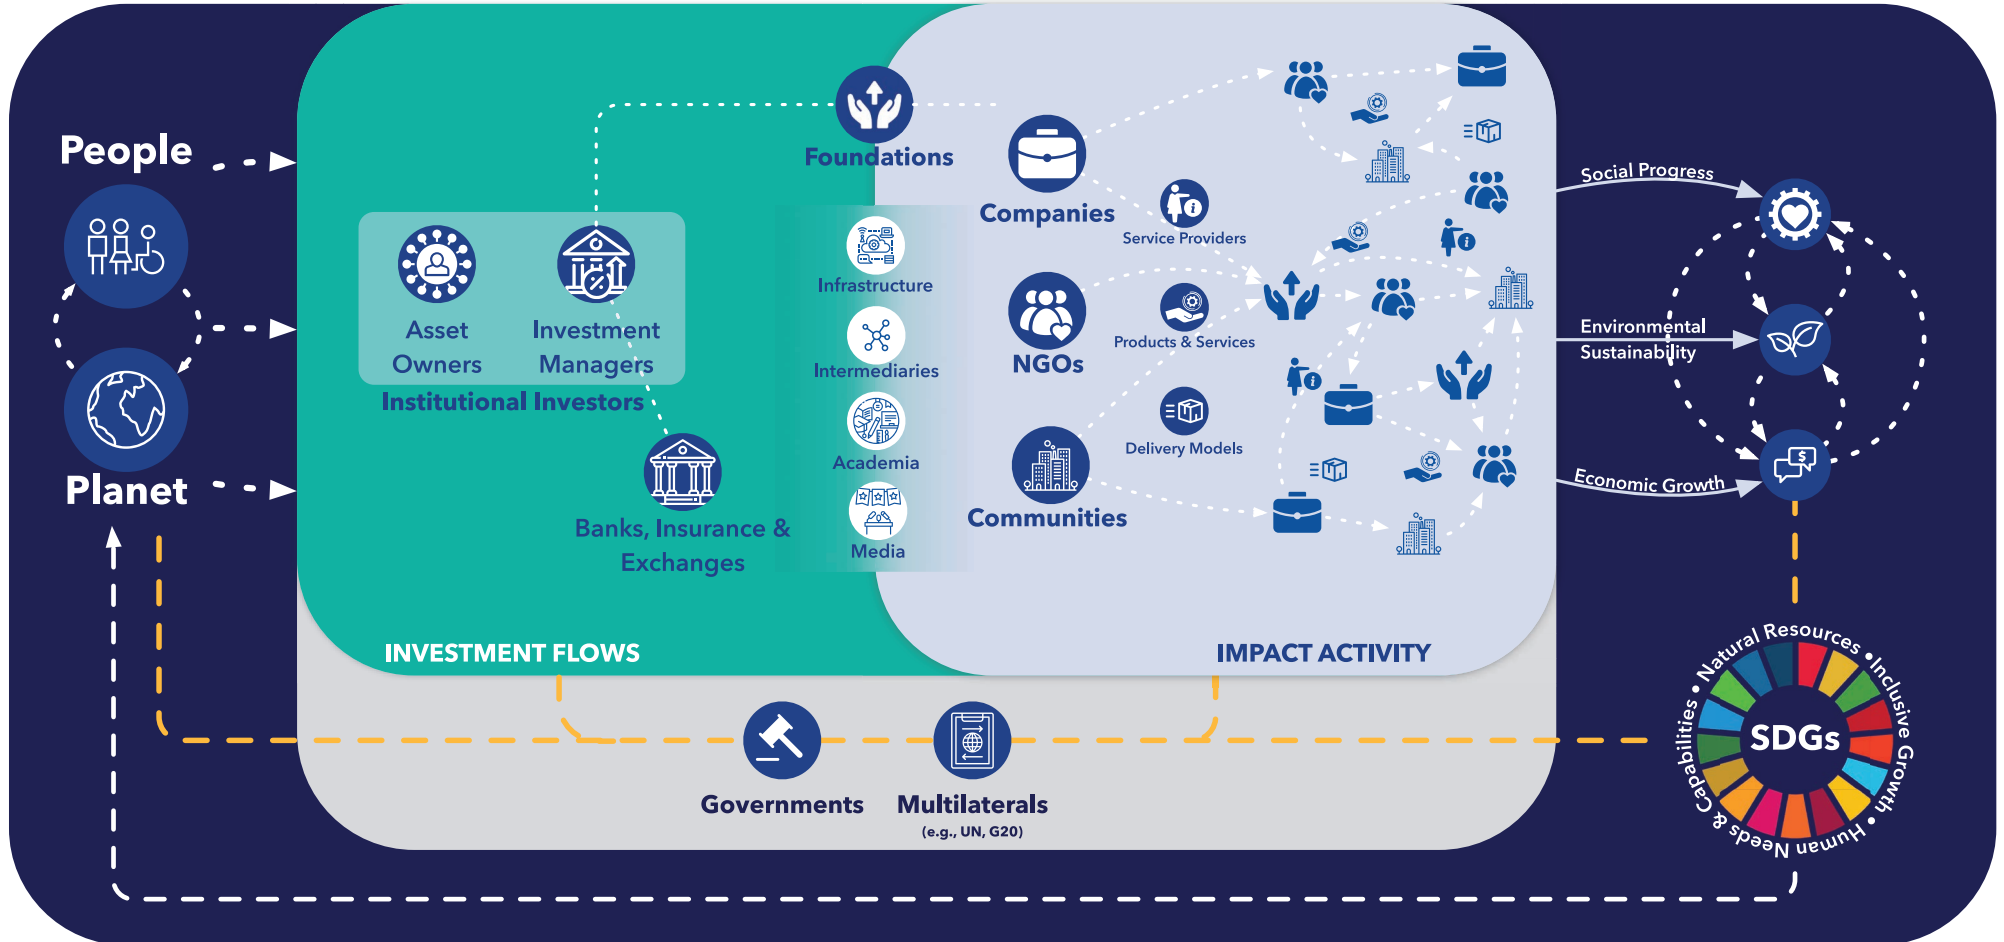 People
Planet
Foundations
Asset
Owners
Investment
Managers
Institutional Investors
Banks, Insurance &
Exchanges
Infrastructure
Intermediaries
Academia
Media
INVESTMENT FLOWS
Companies
NGOs
Communities
Service Providers
Products & Services
Delivery Models
IMPACT ACTIVITY
Social Progress
Environmental
Sustainability
Economic Growth
$
Governments
Multilaterals
(e.g., UN, G20)
SDGs
Natural Resources • Inclusive Growth • Human Needs & Capabilities •